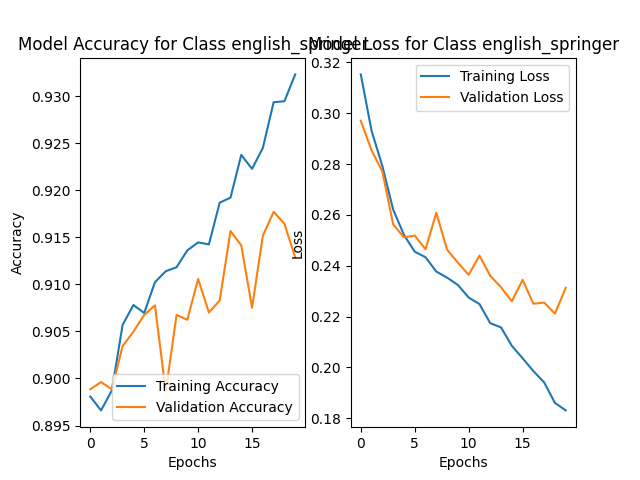 Model Accuracy for Class english_springer
0.930
0.925
0.920
0.915
0.910
0.905
0.900
0.895
Accuracy
Training Accuracy
Validation Accuracy
0 5 10 15
Epochs
Model Loss for Class english_springer
0.32
0.30
0.28
0.26
0.24
0.22
0.20
0.18
Loss
Training Loss
Validation Loss
0 5 10 15
Epochs